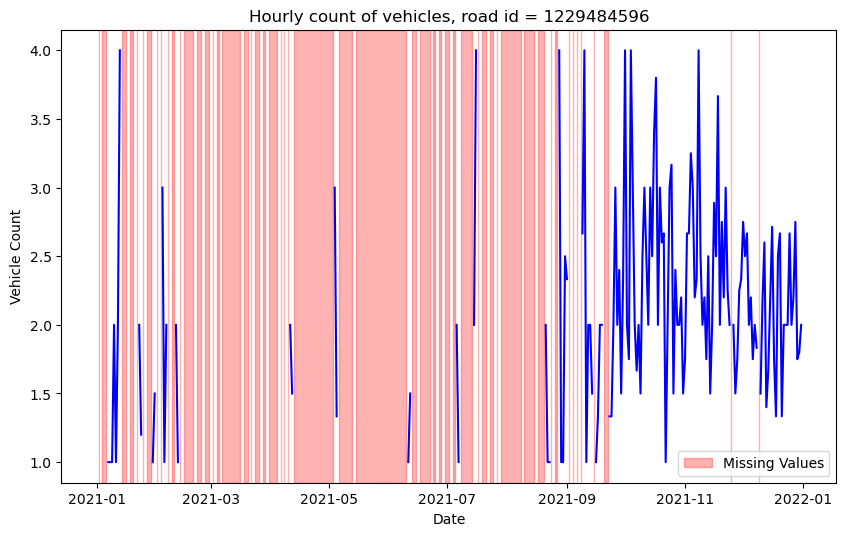 Hourly count of vehicles, road id = 1229484596
Vehicle Count
4.0
3.5
3.0
2.5
2.0
1.5
1.0
Missing Values
2021-01 2021-03 2021-05 2021-07 2021-09 2021-11 2022-01
Date